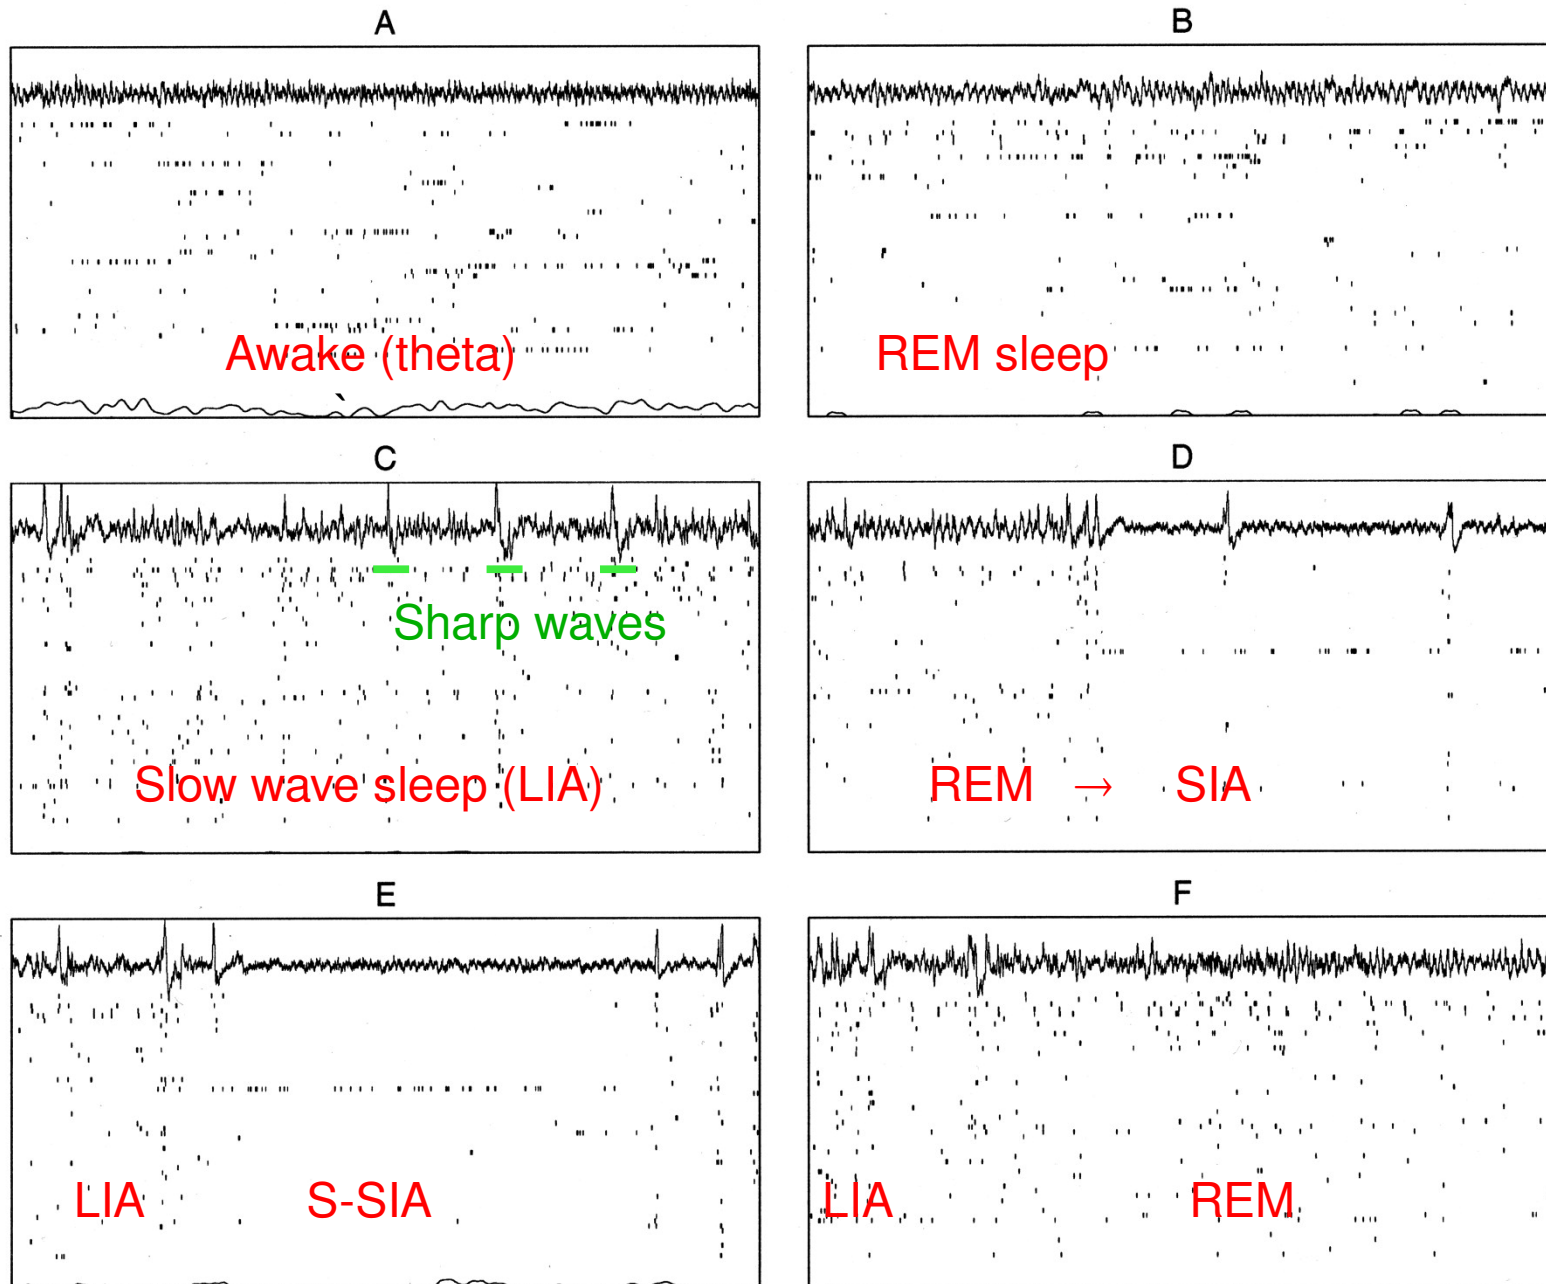 A
B
Awake (theta)
REM sleep
C
D
Sharp waves
Slow wave sleep (LIA)
REM → SIA
E
F
LIA S-SIA
LIA REM